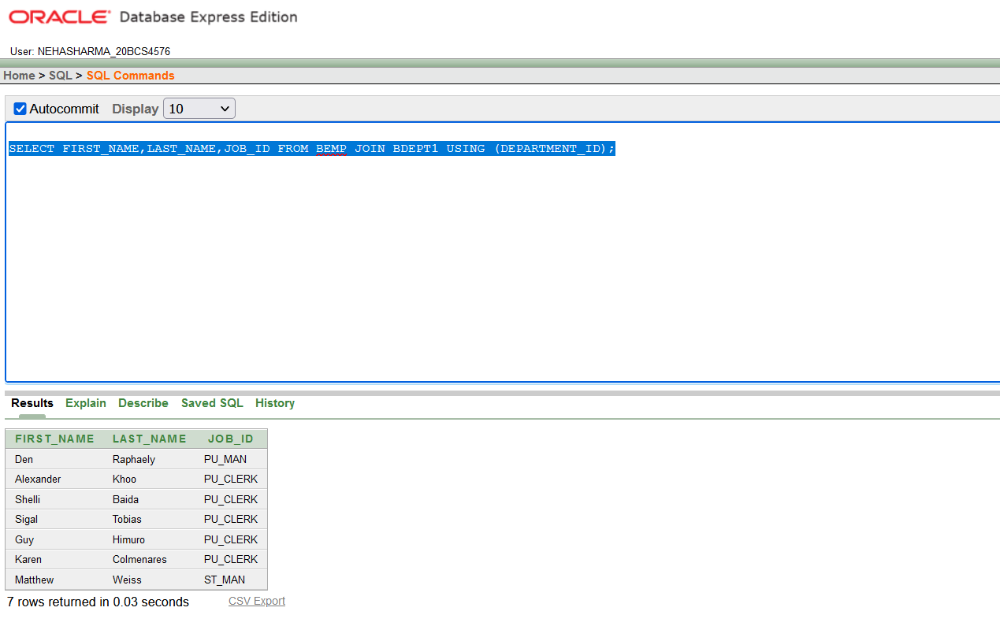 ORACLE Database Express Edition
User: NEHASHARMA_20BCS4576
Home > SQL > SQL Commands
Autocommit Display 10
SELECT FIRST_NAME,LAST_NAME,JOB_ID FROM BEMP JOIN BDEPT1 USING (DEPARTMENT_ID);
Results Explain Describe Saved SQL History
FIRST_NAME LAST_NAME JOB_ID
Den Raphaely PU_MAN
Alexander Khoo PU_CLERK
Shelli Baida PU_CLERK
Sigal Tobias PU_CLERK
Guy Himuro PU_CLERK
Karen Colmenares PU_CLERK
Matthew Weiss ST_MAN
7 rows returned in 0.03 seconds CSV Export